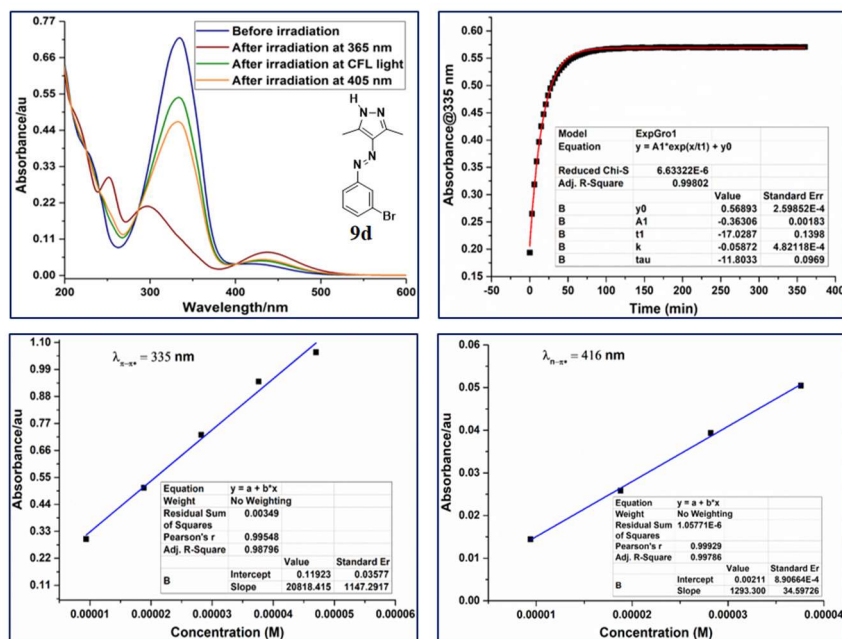 0.77
0.66
0.55
0.44
0.33
0.22
0.11
0.00
Absorbance/au
Before irradiation
After irradiation at 365 nm
After irradiation at CFL light
After irradiation at 405 nm
H
N
N
CH3
H3C
N
N
Br
9d
200 300 400 500 600
Wavelength/nm
0.60
0.55
0.50
0.45
0.40
0.35
0.30
0.25
0.20
0.15
Absorbance@335 nm
Model ExpGro1
Equation y = A1*exp(x/t1) + y0
Reduced Chi-S 6.63322E-6
Adj. R-Square 0.99802
Value Standard Err
B y0 0.56893 2.59852E-4
B A1 -0.36306 0.00183
B t1 -17.0287 0.1398
B k -0.05872 4.82118E-4
B tau -11.8033 0.0969
-50 0 50 100 150 200 250 300 350 400
Time (min)
1.10
0.99
0.88
0.77
0.66
0.55
0.44
0.33
0.22
0.11
Absorbance/au
λπ−π* = 335 nm
Equation y = a + b*x
Weight No Weighting
Residual Sum of Squares 0.00349
Pearson's r 0.99548
Adj. R-Square 0.98796
Value Standard Er
B Intercept 0.11923 0.03577
Slope 20818.415 1147.2917
0.00001 0.00002 0.00003 0.00004 0.00005 0.00006
Concentration (M)
0.06
0.05
0.04
0.03
0.02
0.01
0.00
Absorbance/au
λn−π* = 416 nm
Equation y = a + b*x
Weight No Weighting
Residual Sum of Squares 1.05771E-6
Pearson's r 0.99929
Adj. R-Square 0.99786
Value Standard Er
B Intercept 0.00211 8.90664E-4
Slope 1293.300 34.59726
0.00001 0.00002 0.00003 0.00004
Concentration (M)